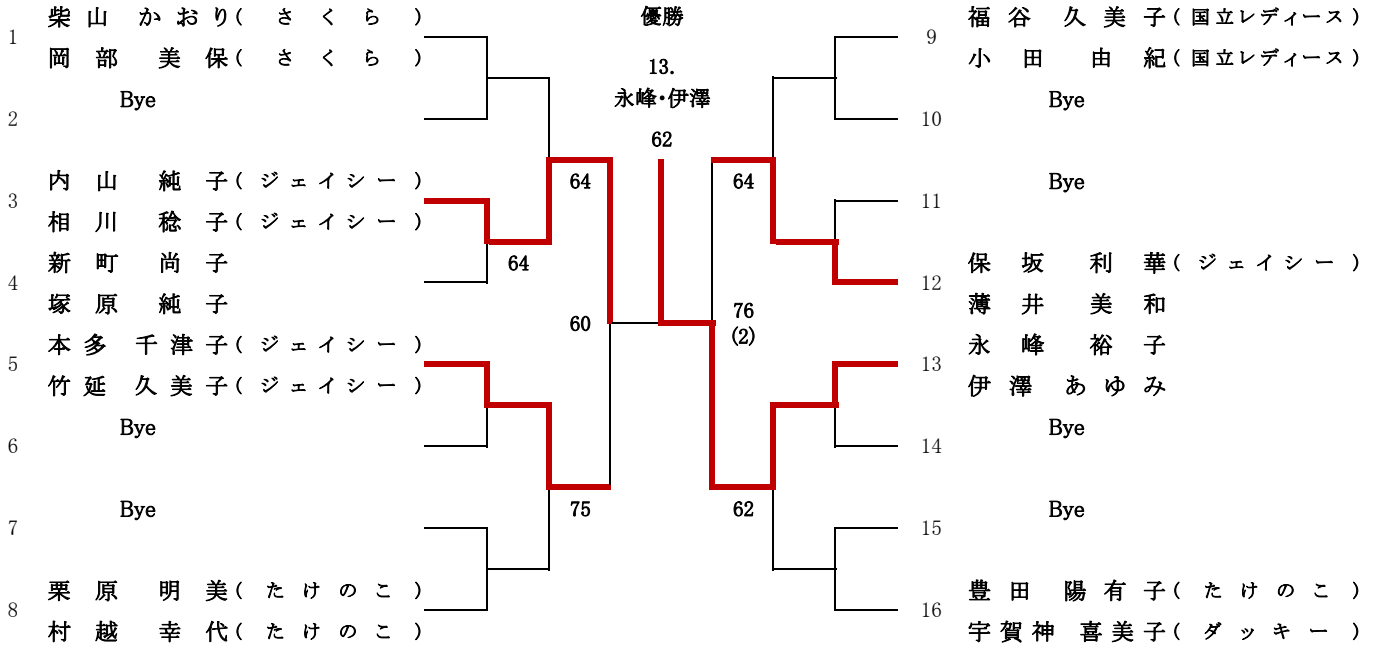 優勝
13.
永峰・伊澤
62
1
柴山 かおり(さくら)
岡部 美保(さくら)
2
Bye
3
内山 純子(ジェイシー)
相川 稔子(ジェイシー)
4
新町 尚子
塚原 純子
5
本多 千津子(ジェイシー)
竹延 久美子(ジェイシー)
6
Bye
7
Bye
8
栗原 明美(たけのこ)
村越 幸代(たけのこ)
64
64
60
75
64
76
(2)
62
9
福谷 久美子(国立レディース)
小田 由紀(国立レディース)
10
Bye
11
Bye
12
保坂 利華(ジェイシー)
薄井 美和
13
永峰 裕子
伊澤 あゆみ
14
Bye
15
Bye
16
豊田 陽有子(たけのこ)
宇賀神 喜美子(ダッキー)